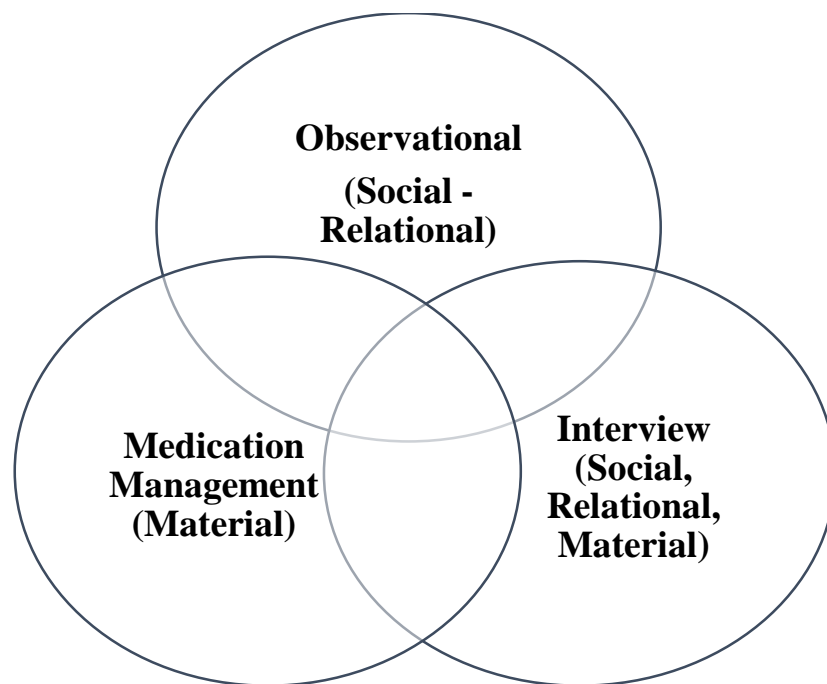 Observational
(Social -
Relational)
Medication
Management
(Material)
Interview
(Social,
Relational,
Material)